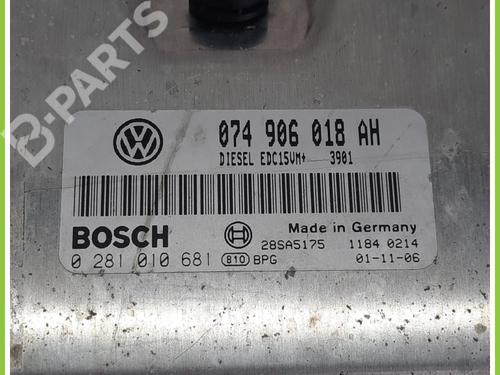 B-PARTS
074 906 018 AH
DIESEL EDC15VM+ 3901
BOSCH
Made in Germany
28SA5175 1184 0214
0 281 010 681 810 BPG 01-11-06